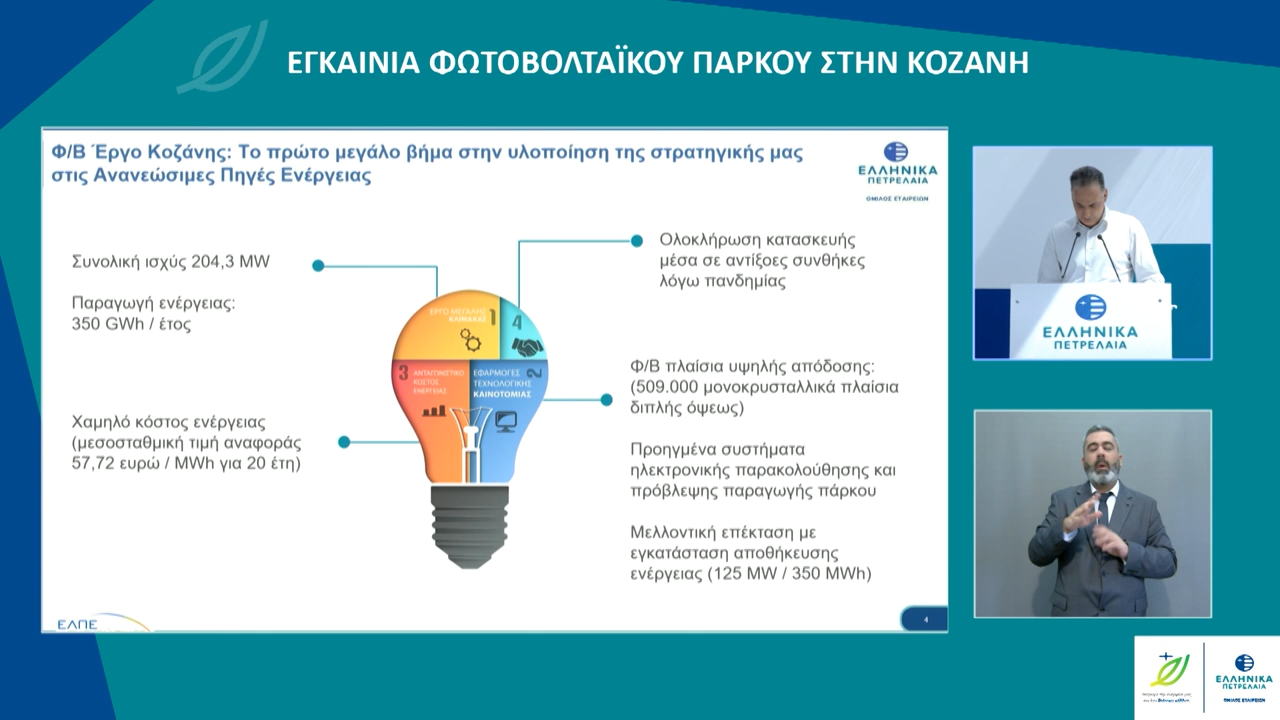 ΕΓΚΑΙΝΙΑ ΦΩΤΟΒΟΛΤΑΪΚΟΥ ΠΑΡΚΟΥ ΣΤΗΝ ΚΟΖΑΝΗ
Φ/Β Έργο Κοζάνης: Το πρώτο μεγάλο βήμα στην υλοποίηση της στρατηγικής μας
στις Ανανεώσιμες Πηγές Ενέργειας
ΕΛΛΗΝΙΚΑ
ΠΕΤΡΕΛΑΙΑ
ΟΜΙΛΟΣ ΕΤΑΙΡΕΙΩΝ
Συνολική ισχύς 204,3 MW
Παραγωγή ενέργειας:
350 GWh / έτος
Χαμηλό κόστος ενέργειας
(μεσοσταθμική τιμή αναφοράς
57,72 ευρώ / MWh για 20 έτη)
ΕΡΓΟ ΜΕΓΑΛΗΣ
ΚΛΙΜΑΚΑΣ
1
4
3
ΑΝΤΑΓΩΝΙΣΤΙΚΟ
ΚΟΣΤΟΣ
ΕΝΕΡΓΕΙΑΣ
2
ΕΦΑΡΜΟΓΕΣ
ΤΕΧΝΟΛΟΓΙΚΗΣ
ΚΑΙΝΟΤΟΜΙΑΣ
Ολοκλήρωση κατασκευής
μέσα σε αντίξοες συνθήκες
λόγω πανδημίας
Φ/Β πλαίσια υψηλής απόδοσης:
(509.000 μονοκρυσταλλικά πλαίσια
διπλής όψεως)
Προηγμένα συστήματα
ηλεκτρονικής παρακολούθησης και
πρόβλεψης παραγωγής πάρκου
Μελλοντική επέκταση με
εγκατάσταση αποθήκευσης
ενέργειας (125 MW / 350 MWh)
ΕΛΠΕ
4
ΕΛΛΗΝΙΚΑ
ΠΕΤΡΕΛΑΙΑ
ΕΛΛΗΝΙΚΑ
ΠΕΤΡΕΛΑΙΑ
ΟΜΙΛΟΣ ΕΤΑΙΡΕΙΩΝ